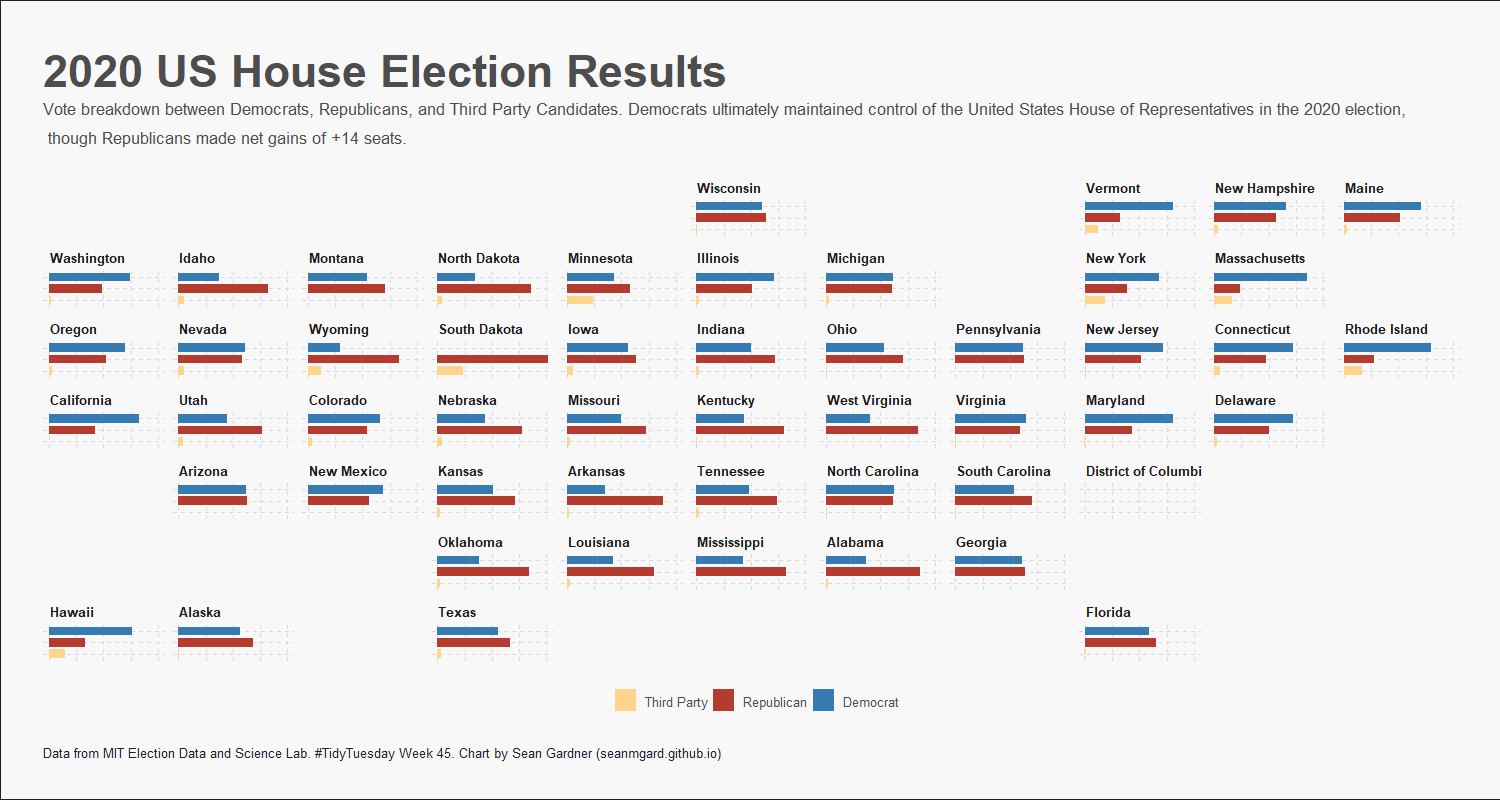 2020 US House Election Results
Vote breakdown between Democrats, Republicans, and Third Party Candidates. Democrats ultimately maintained control of the United States House of Representatives in the 2020 election,
though Republicans made net gains of +14 seats.
Wisconsin Vermont New Hampshire Maine
Washington Idaho Montana North Dakota Minnesota Illinois Michigan New York Massachusetts
Oregon Nevada Wyoming South Dakota Iowa Indiana Ohio Pennsylvania New Jersey Connecticut Rhode Island
California Utah Colorado Nebraska Missouri Kentucky West Virginia Virginia Maryland Delaware
Arizona New Mexico Kansas Arkansas Tennessee North Carolina South Carolina District of Columbi
Oklahoma Louisiana Mississippi Alabama Georgia
Hawaii Alaska Texas Florida
Third Party Republican Democrat
Data from MIT Election Data and Science Lab. #TidyTuesday Week 45. Chart by Sean Gardner (seanmgard.github.io)